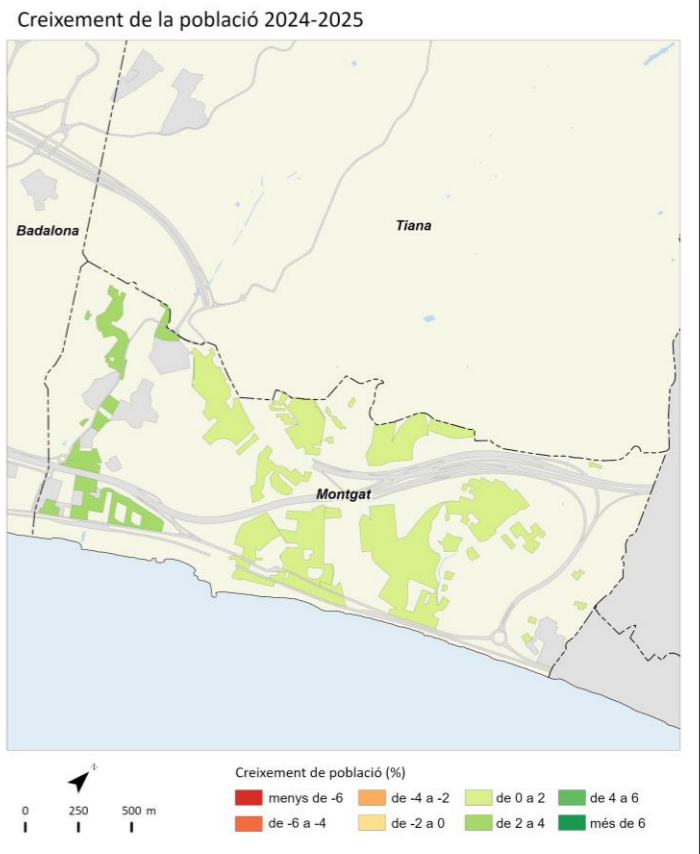 Creixement de la població 2024-2025
Tiana
Badalona
Montgat
N
Creixement de població (%)
menys de -6
de -4 a -2
de 0 a 2
de 4 a 6
0
250
500 m
de -6 a -4
de -2 a 0
de 2 a 4
més de 6